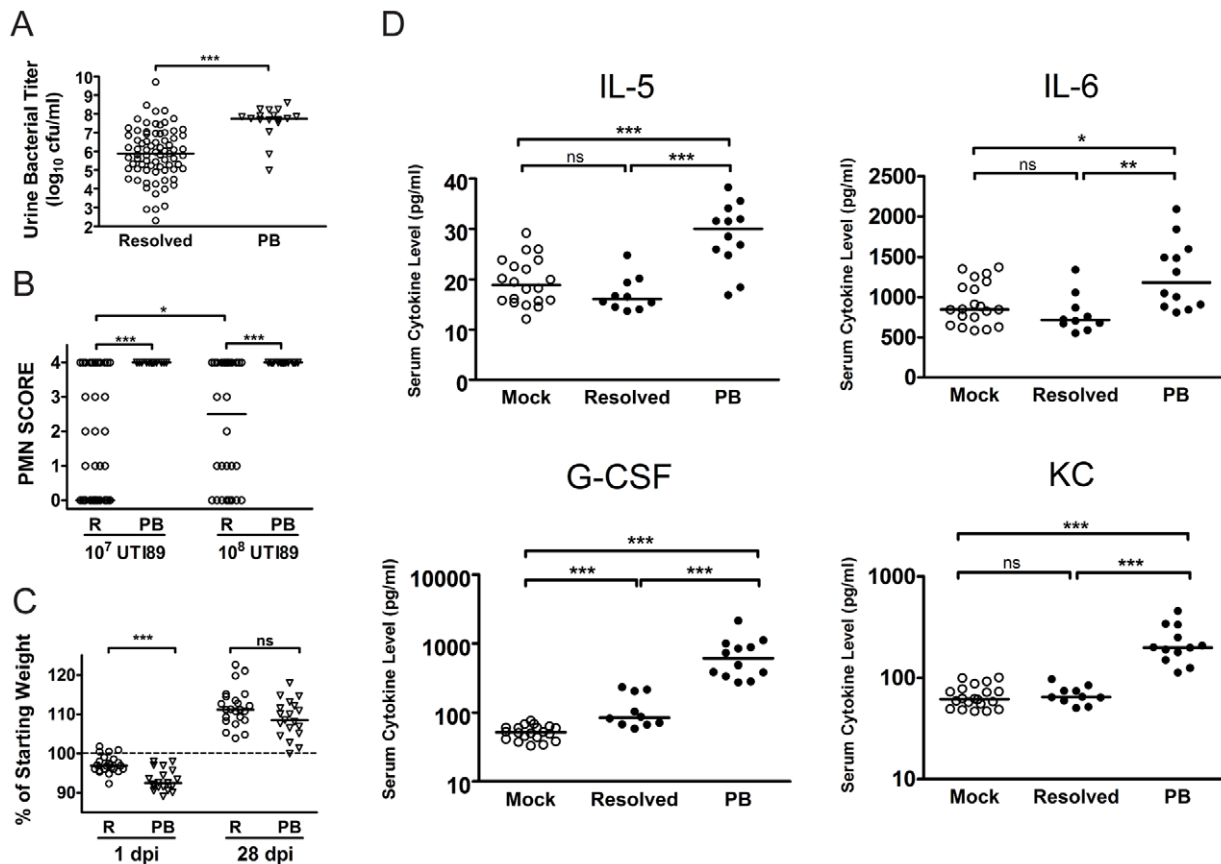 A
***
Urine Bacterial Titer
(log10 cfu/ml)
10
9
8
7
6
5
4
3
2
Resolved PB
B
*
*** ***
PMN SCORE
4
3
2
1
0
R PB R PB
10⁷ UTI89 10⁸ UTI89
C
*** ns
% of Starting Weight
120
110
100
90
R PB R PB
1 dpi 28 dpi
D
IL-5
***
ns ***
Serum Cytokine Level (pg/ml)
40
30
20
10
0
Mock Resolved PB
IL-6
*
ns **
Serum Cytokine Level (pg/ml)
2500
2000
1500
1000
500
0
Mock Resolved PB
G-CSF
***
*** ***
Serum Cytokine Level (pg/ml)
10000
1000
100
10
Mock Resolved PB
KC
***
ns ***
Serum Cytokine Level (pg/ml)
1000
100
10
Mock Resolved PB